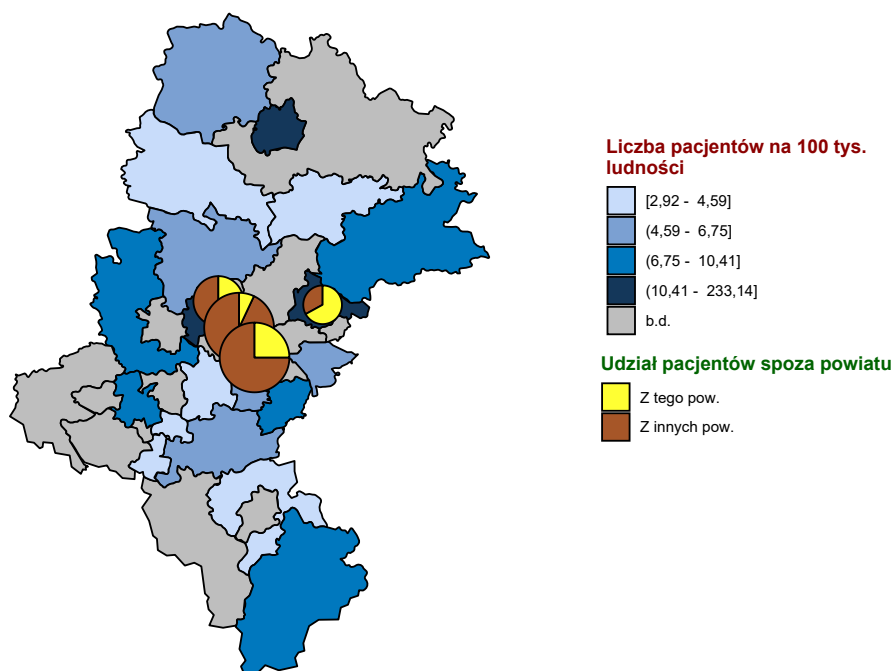 Liczba pacjentów na 100 tys.
ludności
[2,92 - 4,59]
(4,59 - 6,75]
(6,75 - 10,41]
(10,41 - 233,14]
b.d.
Udział pacjentów spoza powiatu
Z tego pow.
Z innych pow.